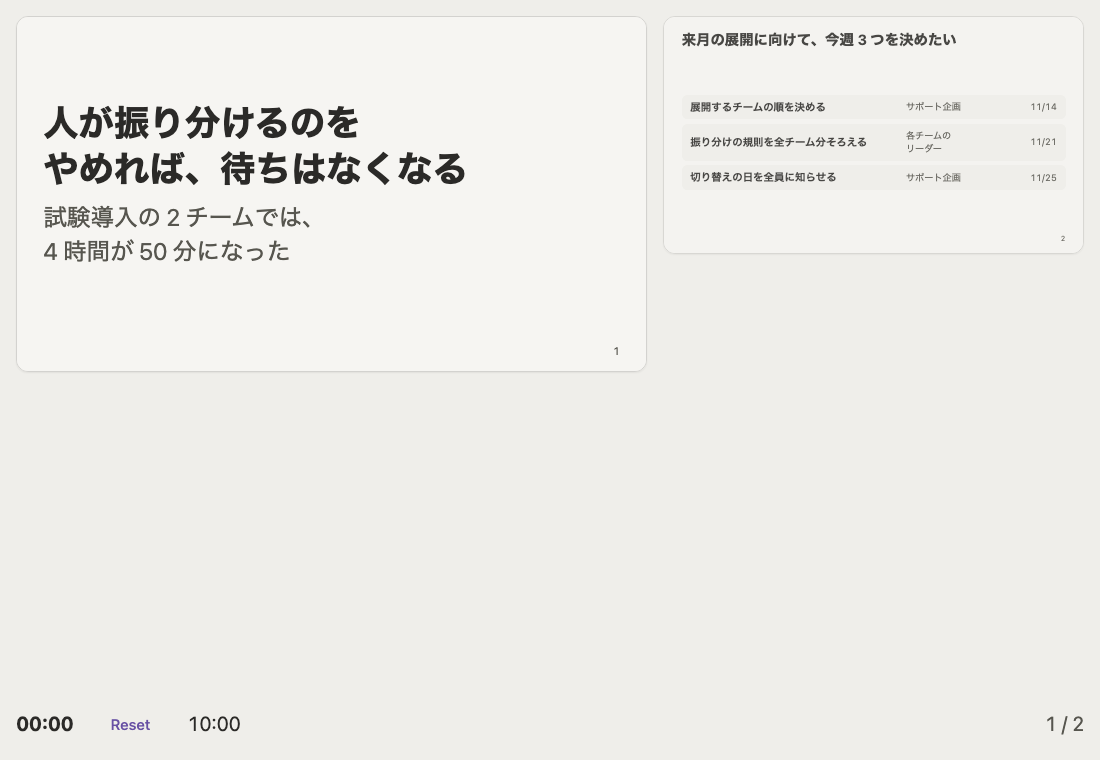 人が振り分けるのを
やめれば、待ちはなくなる
試験導入の 2 チームでは、
4 時間が 50 分になった
1
来月の展開に向けて、今週 3 つを決めたい
展開するチームの順を決める サポート企画 11/14
振り分けの規則を全チーム分そろえる 各チームの リーダー 11/21
切り替えの日を全員に知らせる サポート企画 11/25
2
00:00 Reset 10:00 1 / 2